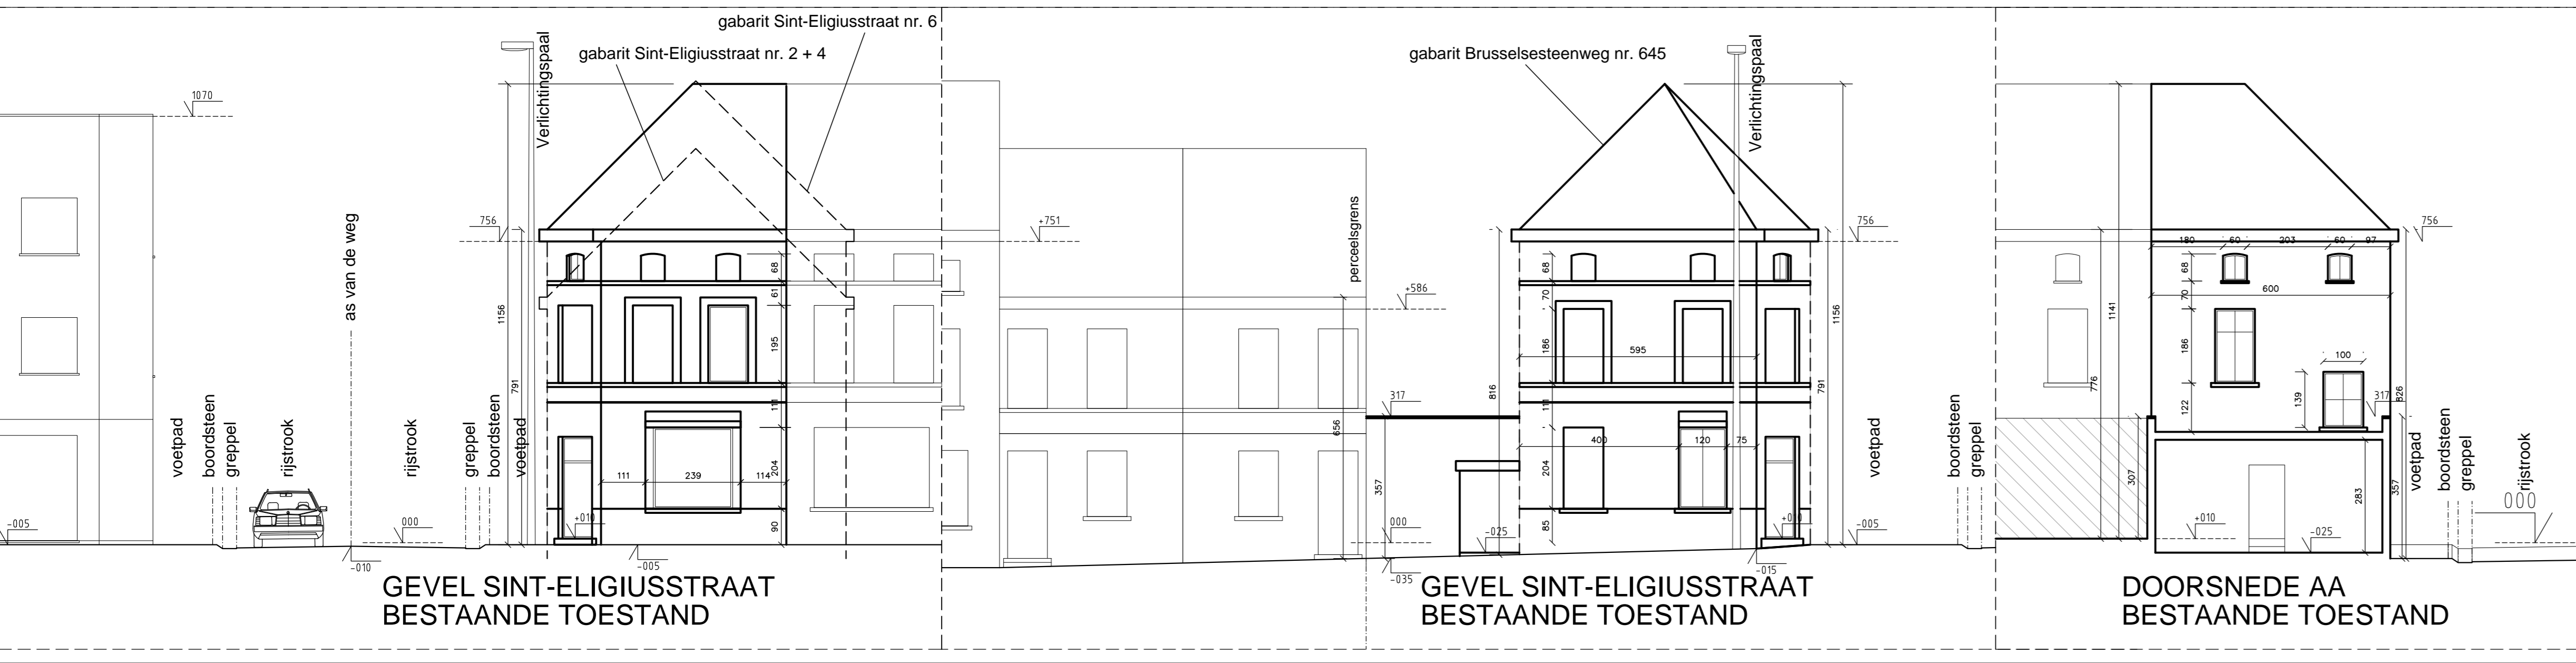 gabarit Sint-Eligiusstraat nr. 6
gabarit Sint-Eligiusstraat nr. 2 + 4
Verlichtingspaal
1070
756
1156
791
as van de weg
voetpad
boordsteen
greppel
rijstrook
rijstrook
greppel
boordsteen
voetpad
-005
000
-010
+010
-005
68
61
195
111
204
90
111
239
114
GEVEL SINT-ELIGIUSSTRAAT
BESTAANDE TOESTAND
gabarit Brusselsesteenweg nr. 645
Verlichtingspaal
+751
perceelsgrens
+586
656
317
357
000
-035
-025
816
68
70
186
111
204
85
595
400
120
75
+010
-015
-005
756
1156
791
voetpad
boordsteen
greppel
GEVEL SINT-ELIGIUSSTRAAT
BESTAANDE TOESTAND
1141
776
307
180
60
203
60
97
68
70
186
122
600
100
139
317
283
+010
-025
756
826
357
voetpad
boordsteen
greppel
rijstrook
000
DOORSNEDE AA
BESTAANDE TOESTAND